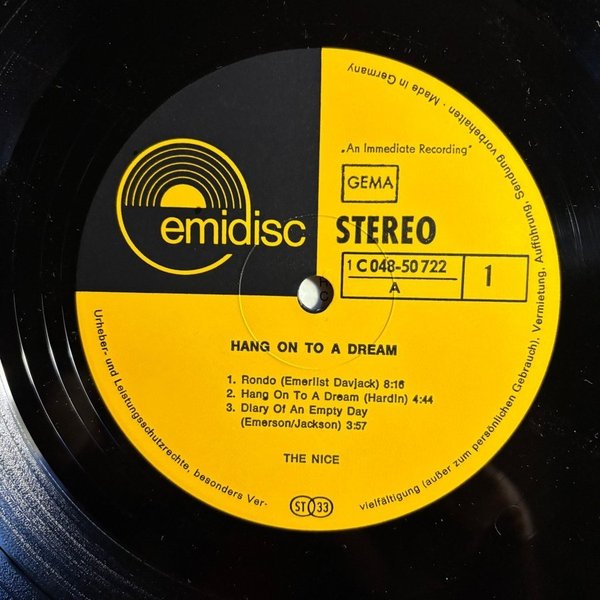 emidisc
„An Immediate Recording"
GEMA
STEREO
1 C 048-50 722
A
1
HANG ON TO A DREAM
1. Rondo (Emerlist Davjack) 8:16
2. Hang On To A Dream (Hardin) 4:44
3. Diary Of An Empty Day
(Emerson/Jackson) 3:57
THE NICE
ST 33
Urheber- und Leistungsschutzrechte, besonders Ver-
vielfältigung (außer zum persönlichen Gebrauch), Vermietung, Aufführung, Sendung vorbehalten · Made in Germany